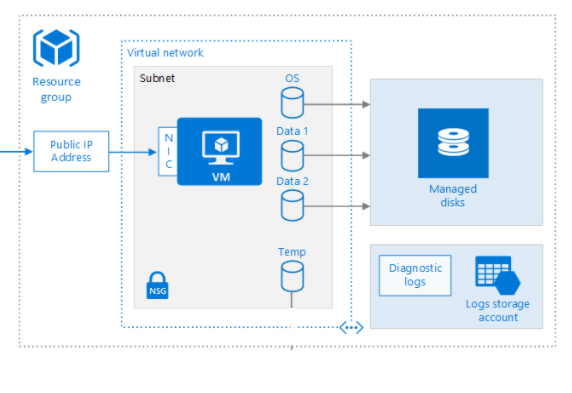 Resource
group
Public IP
Address
Virtual network
Subnet
N
I
C
VM
NSG
OS
Data 1
Data 2
Temp
Managed
disks
Diagnostic
logs
Logs storage
account